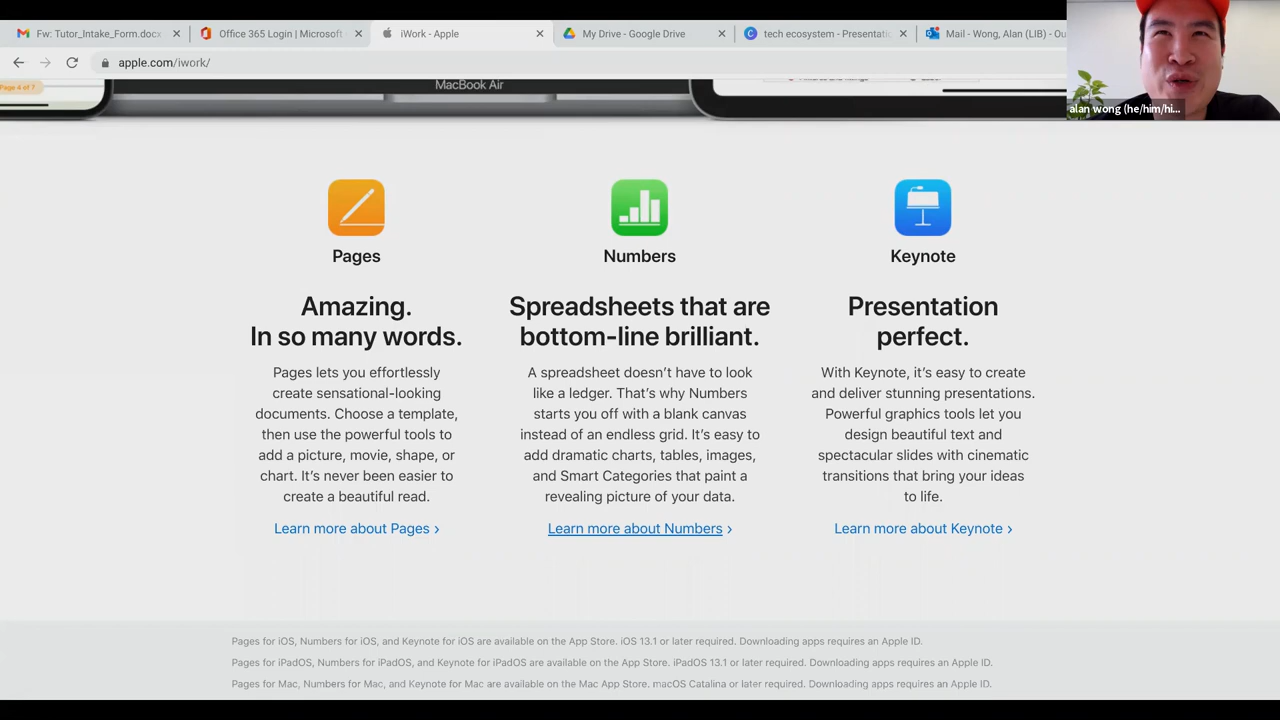 Fw: Tutor_Intake_Form.docx
Office 365 Login | Microsoft
iWork - Apple
My Drive - Google Drive
tech ecosystem - Presentatio
Mail - Wong, Alan (LIB) - Ou
apple.com/iwork/
Page 4 of 7
MacBook Air
alan wong (he/him/hi...
Pages
Amazing.
In so many words.
Pages lets you effortlessly
create sensational-looking
documents. Choose a template,
then use the powerful tools to
add a picture, movie, shape, or
chart. It’s never been easier to
create a beautiful read.
Learn more about Pages ›
Numbers
Spreadsheets that are
bottom-line brilliant.
A spreadsheet doesn’t have to look
like a ledger. That’s why Numbers
starts you off with a blank canvas
instead of an endless grid. It’s easy to
add dramatic charts, tables, images,
and Smart Categories that paint a
revealing picture of your data.
Learn more about Numbers ›
Keynote
Presentation
perfect.
With Keynote, it’s easy to create
and deliver stunning presentations.
Powerful graphics tools let you
design beautiful text and
spectacular slides with cinematic
transitions that bring your ideas
to life.
Learn more about Keynote ›
Pages for iOS, Numbers for iOS, and Keynote for iOS are available on the App Store. iOS 13.1 or later required. Downloading apps requires an Apple ID.
Pages for iPadOS, Numbers for iPadOS, and Keynote for iPadOS are available on the App Store. iPadOS 13.1 or later required. Downloading apps requires an Apple ID.
Pages for Mac, Numbers for Mac, and Keynote for Mac are available on the Mac App Store. macOS Catalina or later required. Downloading apps requires an Apple ID.